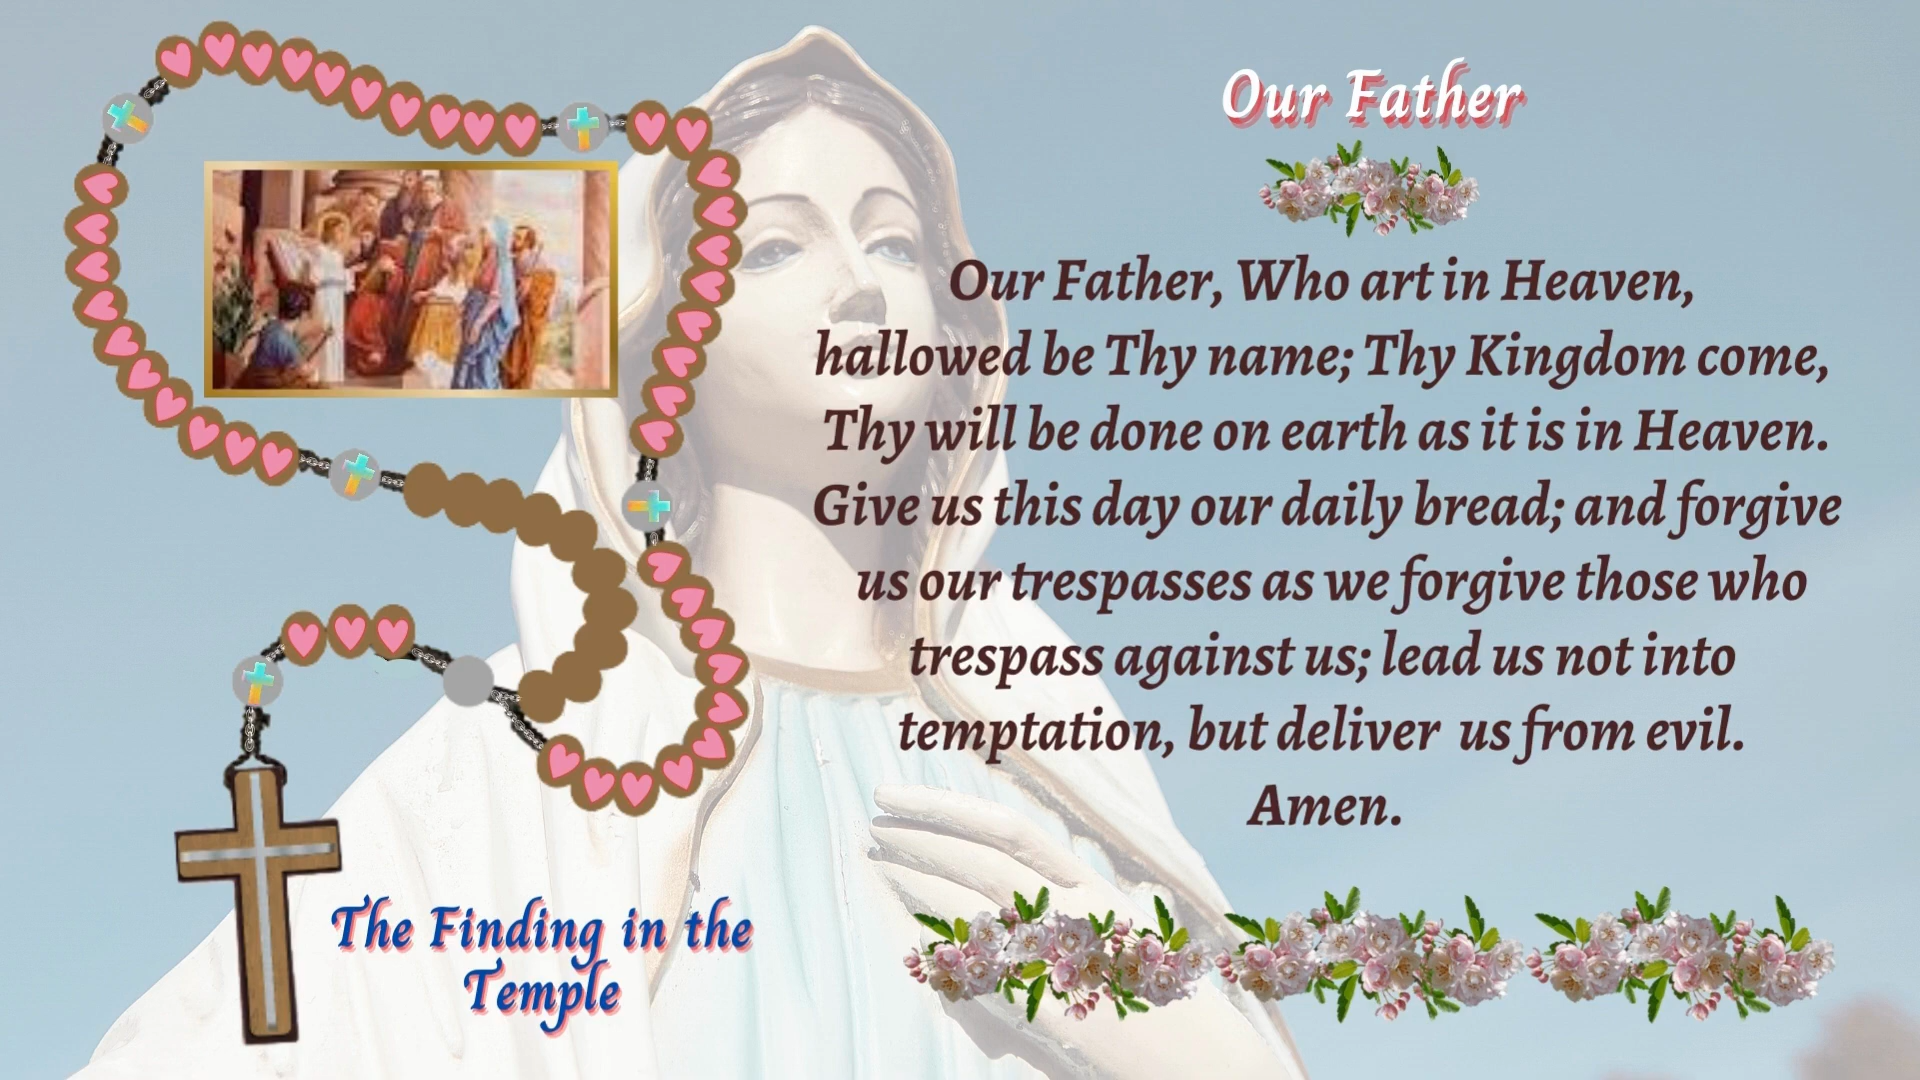 Our Father
Our Father, Who art in Heaven,
hallowed be Thy name; Thy Kingdom come,
Thy will be done on earth as it is in Heaven.
Give us this day our daily bread; and forgive
us our trespasses as we forgive those who
trespass against us; lead us not into
temptation, but deliver us from evil.
Amen.
The Finding in the
Temple